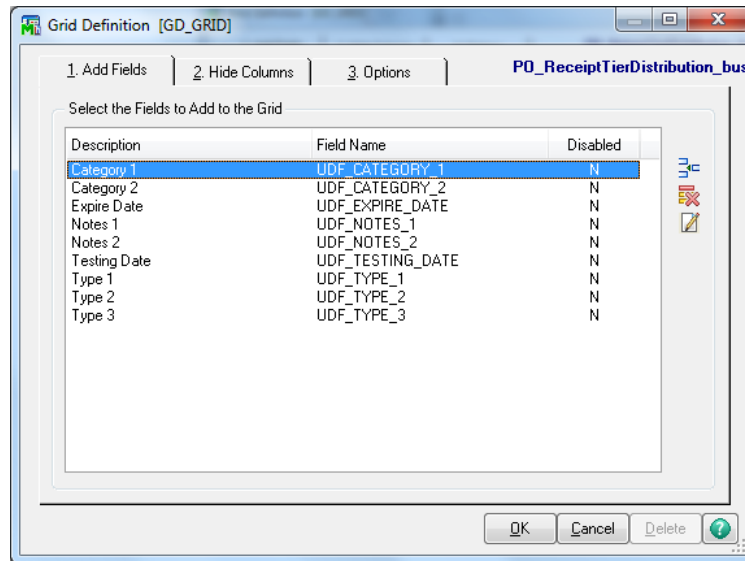 Grid Definition [GD_GRID]
1. Add Fields 2. Hide Columns 3. Options PO_ReceiptTierDistribution_bus
Select the Fields to Add to the Grid
Description Field Name Disabled
Category 1 UDF_CATEGORY_1 N
Category 2 UDF_CATEGORY_2 N
Expire Date UDF_EXPIRE_DATE N
Notes 1 UDF_NOTES_1 N
Notes 2 UDF_NOTES_2 N
Testing Date UDF_TESTING_DATE N
Type 1 UDF_TYPE_1 N
Type 2 UDF_TYPE_2 N
Type 3 UDF_TYPE_3 N
OK Cancel Delete ?